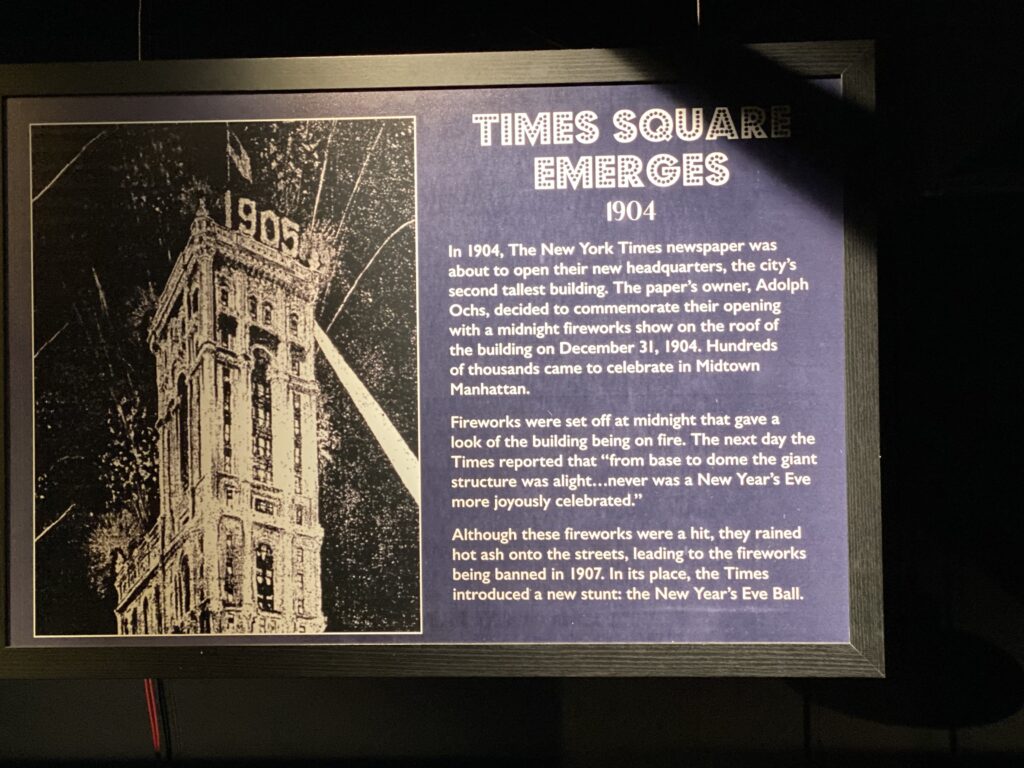 1905
TIMES SQUARE
EMERGES
1904
In 1904, The New York Times newspaper was
about to open their new headquarters, the city's
second tallest building. The paper's owner, Adolph
Ochs, decided to commemorate their opening
with a midnight fireworks show on the roof of
the building on December 31, 1904. Hundreds
of thousands came to celebrate in Midtown
Manhattan.
Fireworks were set off at midnight that gave a
look of the building being on fire. The next day the
Times reported that “from base to dome the giant
structure was alight…never was a New Year's Eve
more joyously celebrated.”
Although these fireworks were a hit, they rained
hot ash onto the streets, leading to the fireworks
being banned in 1907. In its place, the Times
introduced a new stunt: the New Year's Eve Ball.